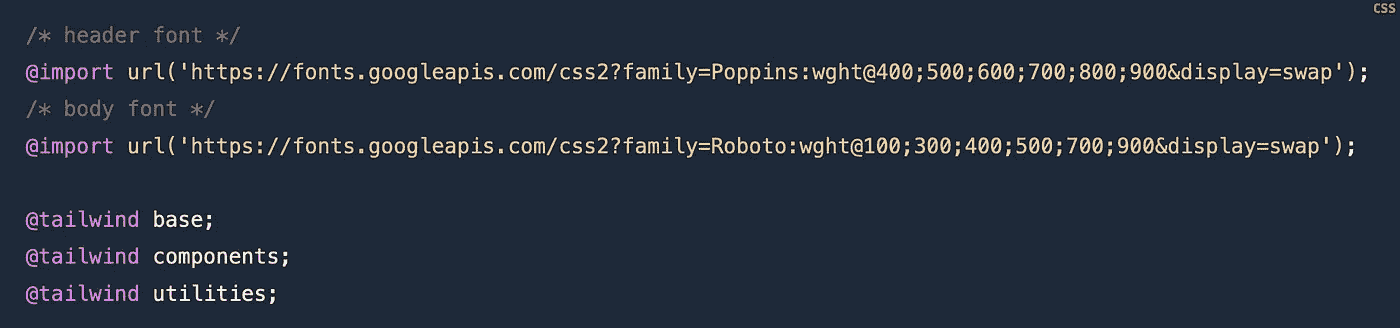 CSS
/* header font */
@import url('https://fonts.googleapis.com/css2?family=Poppins:wght@400;500;600;700;800;900&display=swap');
/* body font */
@import url('https://fonts.googleapis.com/css2?family=Roboto:wght@100;300;400;500;700;900&display=swap');
@tailwind base;
@tailwind components;
@tailwind utilities;